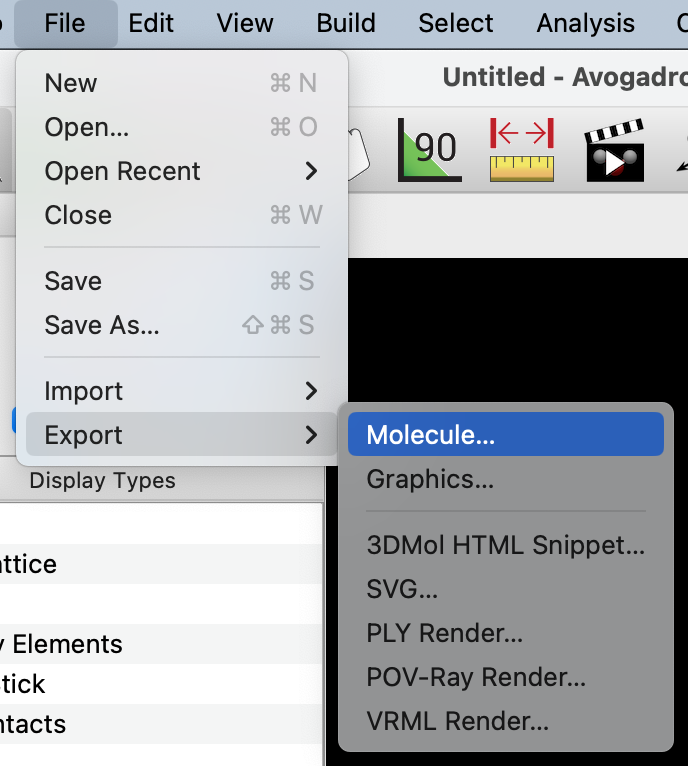 File Edit View Build Select Analysis
Untitled - Avogadro
New ⌘ N
Open... ⌘ O
Open Recent
Close ⌘ W
Save ⌘ S
Save As... ⇧ ⌘ S
Import
Export
90
Molecule...
Graphics...
3DMol HTML Snippet...
SVG...
PLY Render...
POV-Ray Render...
VRML Render...
Display Types
attice
y Elements
Stick
ntacts